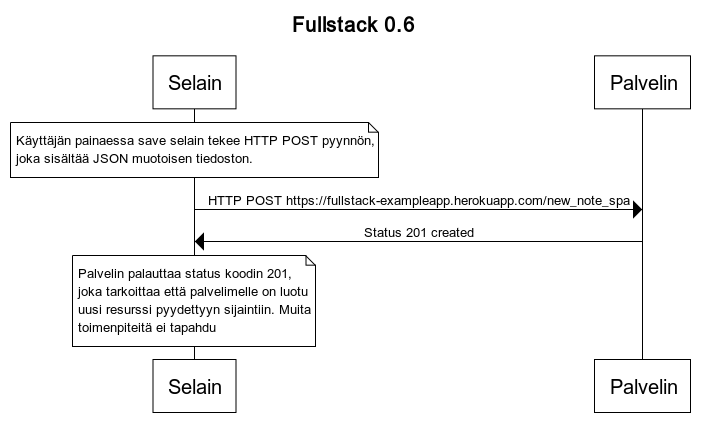 Fullstack 0.6
Selain
Palvelin
Käyttäjän painaessa save selain tekee HTTP POST pyynnön,
joka sisältää JSON muotoisen tiedoston.
HTTP POST https://fullstack-exampleapp.herokuapp.com/new_note_spa
Status 201 created
Palvelin palauttaa status koodin 201,
joka tarkoittaa että palvelimelle on luotu
uusi resurssi pyydettyyn sijaintiin. Muita
toimenpiteitä ei tapahdu
Selain
Palvelin